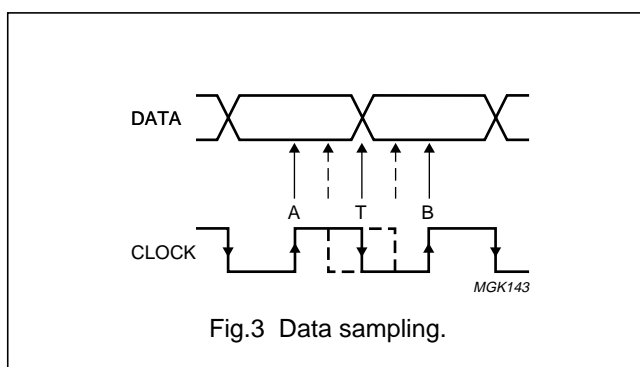 DATA
A T B
CLOCK
MGK143
Fig.3 Data sampling.